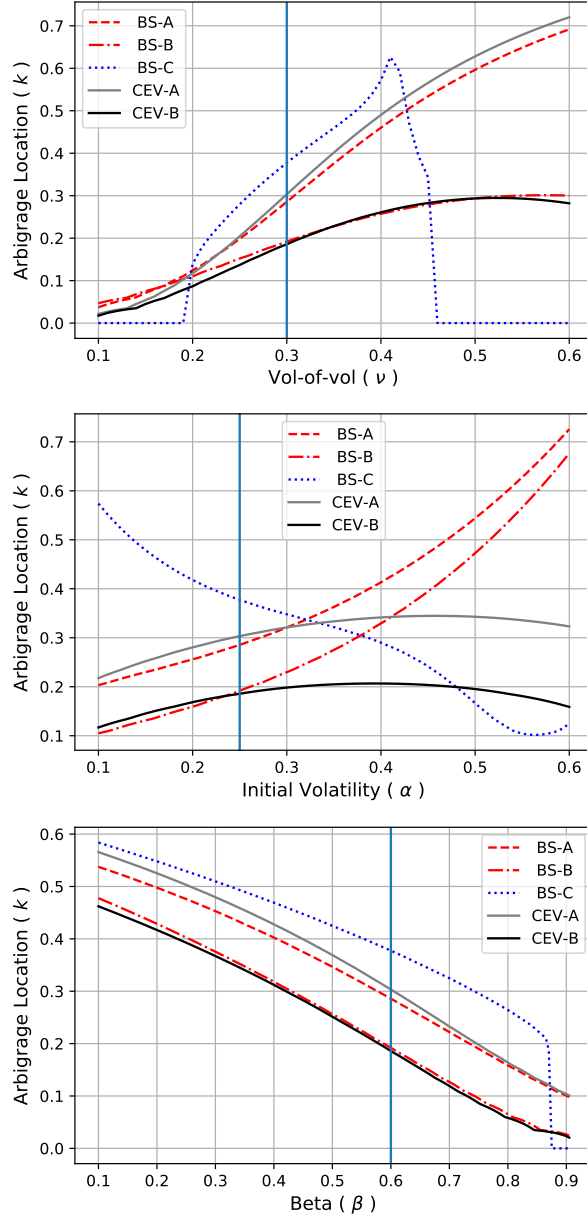 Arbigrage Location ( k )
0.7
0.6
0.5
0.4
0.3
0.2
0.1
0.0
BS-A
BS-B
BS-C
CEV-A
CEV-B
0.1 0.2 0.3 0.4 0.5 0.6
Vol-of-vol ( ν )
Arbigrage Location ( k )
0.7
0.6
0.5
0.4
0.3
0.2
0.1
BS-A
BS-B
BS-C
CEV-A
CEV-B
0.1 0.2 0.3 0.4 0.5 0.6
Initial Volatility ( α )
Arbigrage Location ( k )
0.6
0.5
0.4
0.3
0.2
0.1
0.0
BS-A
BS-B
BS-C
CEV-A
CEV-B
0.1 0.2 0.3 0.4 0.5 0.6 0.7 0.8 0.9
Beta ( β )